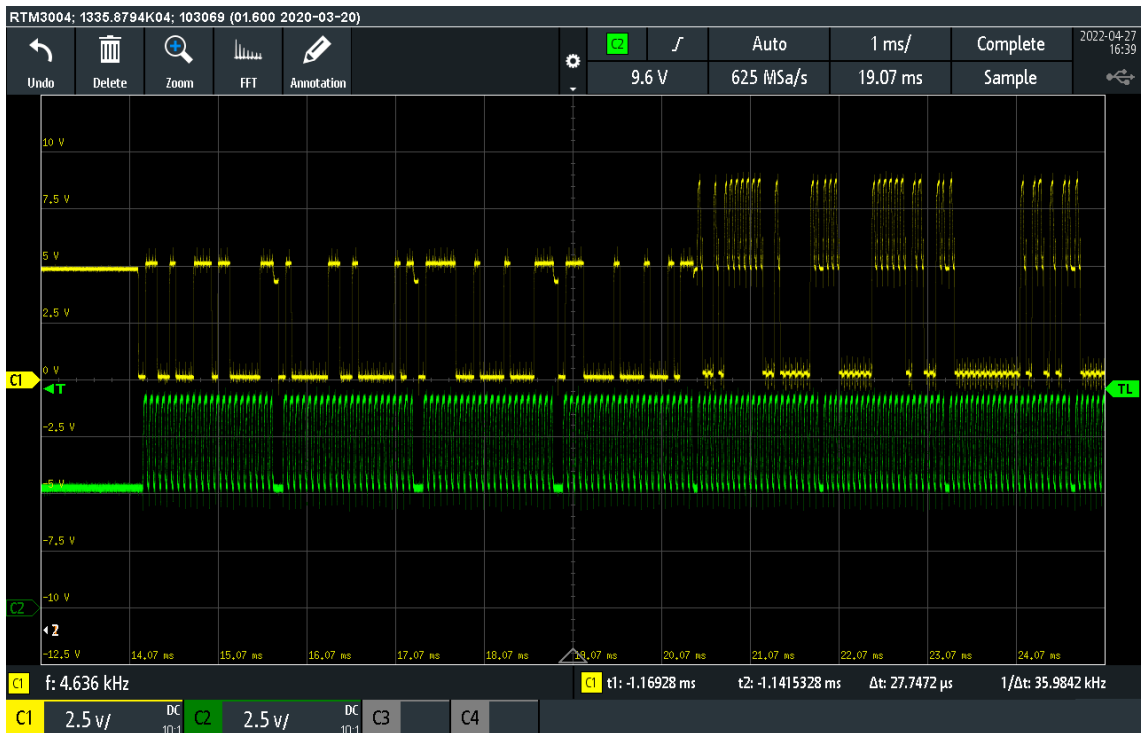 RTM3004; 1335.8794K04; 103069 (01.600 2020-03-20)
Undo Delete Zoom FFT Annotation
C2 Auto 1 ms/ Complete 2022-04-27
16:39
9.6 V 625 MSa/s 19.07 ms Sample
10 V
7.5 V
5 V
2.5 V
C1 0 V
T TL
-2.5 V
-5 V
-7.5 V
C2 -10 V
2
-12.5 V 14.07 ms 15.07 ms 16.07 ms 17.07 ms 18.07 ms 19.07 ms 20.07 ms 21.07 ms 22.07 ms 23.07 ms 24.07 ms
C1 f: 4.636 kHz C1 t1: -1.16928 ms t2: -1.1415328 ms Δt: 27.7472 µs 1/Δt: 35.9842 kHz
C1 2.5 V/ DC 10:1 C2 2.5 V/ DC 10:1 C3 C4